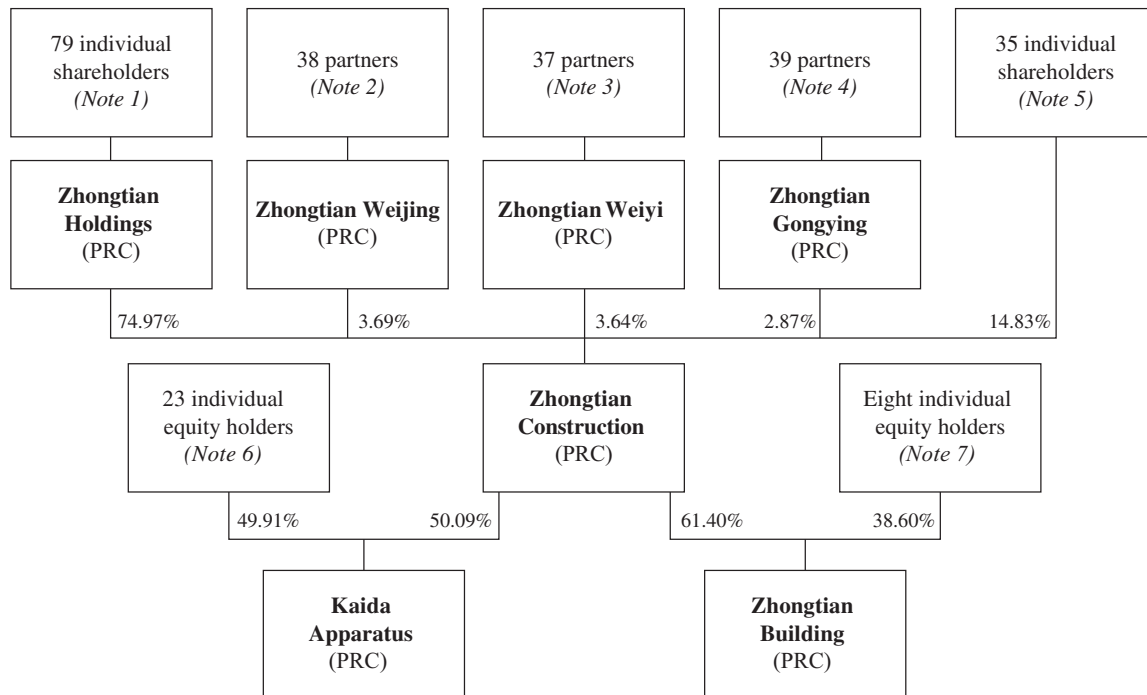 79 individual
shareholders
(Note 1)
38 partners
(Note 2)
37 partners
(Note 3)
39 partners
(Note 4)
35 individual
shareholders
(Note 5)
Zhongtian
Holdings
(PRC)
Zhongtian Weijing
(PRC)
Zhongtian Weiyi
(PRC)
Zhongtian
Gongying
(PRC)
74.97%
3.69%
3.64%
2.87%
14.83%
23 individual
equity holders
(Note 6)
Zhongtian
Construction
(PRC)
Eight individual
equity holders
(Note 7)
49.91%
50.09%
61.40%
38.60%
Kaida
Apparatus
(PRC)
Zhongtian
Building
(PRC)